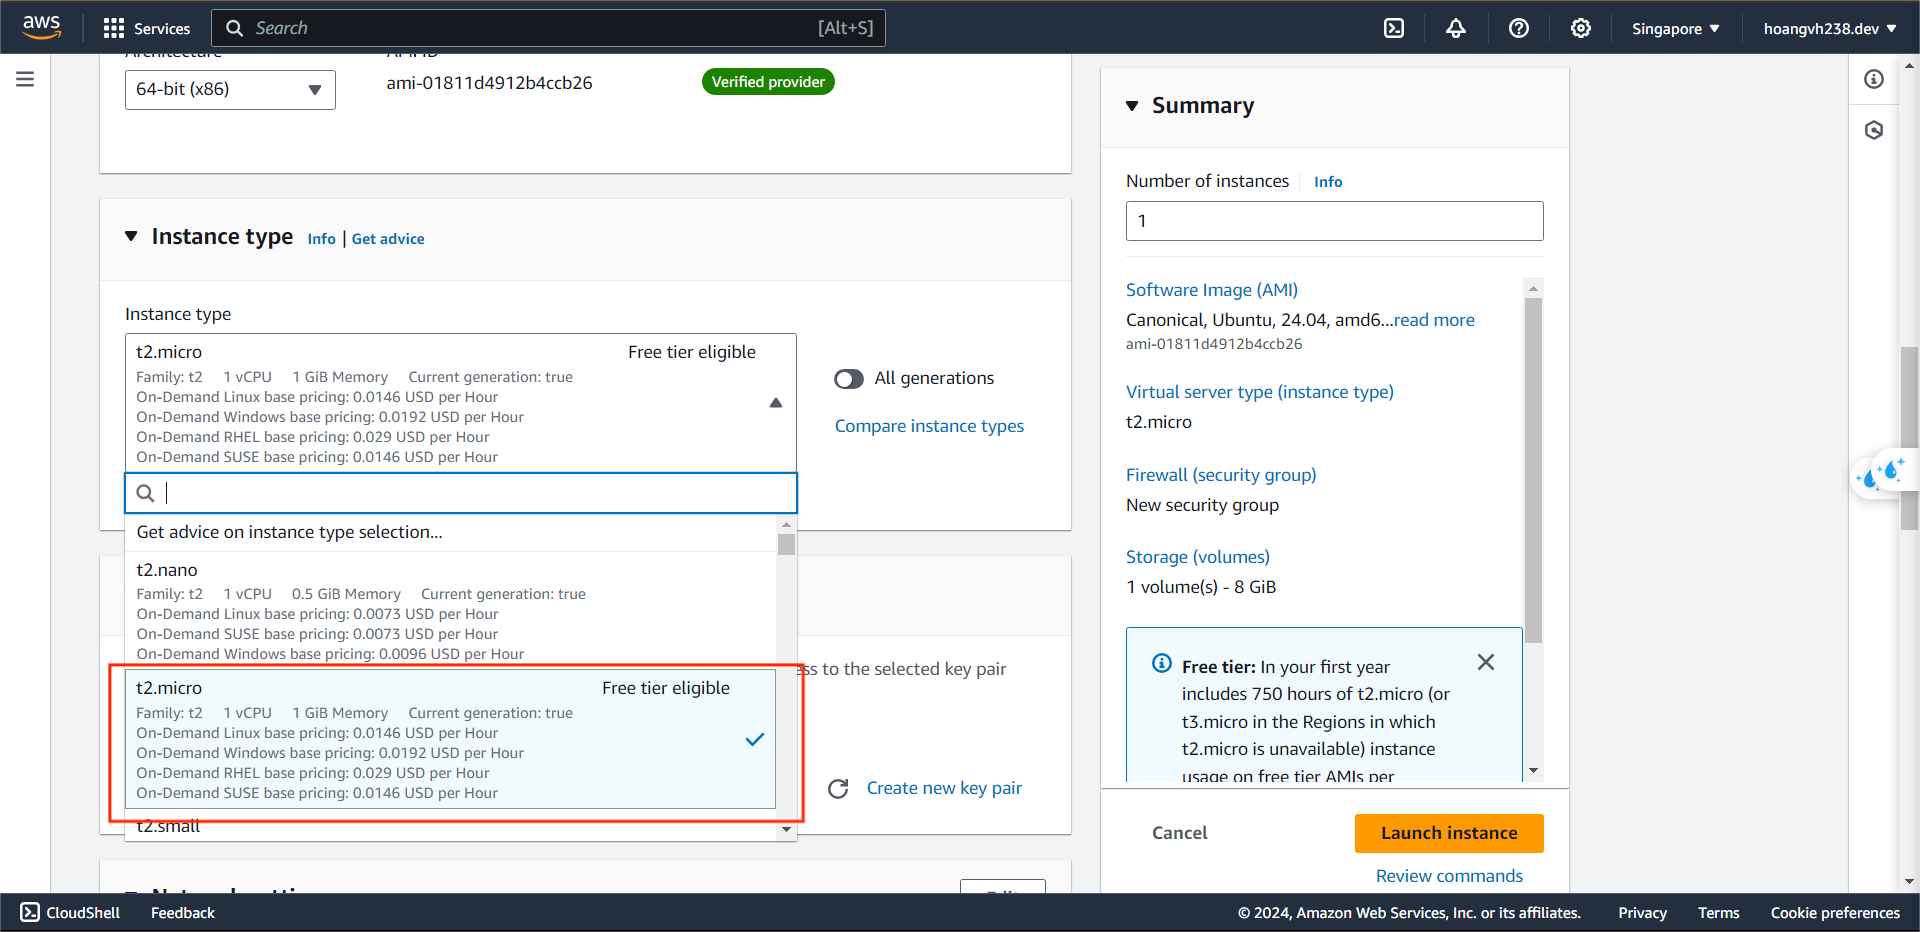 aws
Services
Search
[Alt+S]
Singapore
hoangvh238.dev
Architecture
64-bit (x86)
ami-01811d4912b4ccb26
Verified provider
Instance type Info | Get advice
Instance type
t2.micro Free tier eligible
Family: t2 1 vCPU 1 GiB Memory Current generation: true
On-Demand Linux base pricing: 0.0146 USD per Hour
On-Demand Windows base pricing: 0.0192 USD per Hour
On-Demand RHEL base pricing: 0.029 USD per Hour
On-Demand SUSE base pricing: 0.0146 USD per Hour
All generations
Compare instance types
Get advice on instance type selection...
t2.nano
Family: t2 1 vCPU 0.5 GiB Memory Current generation: true
On-Demand Linux base pricing: 0.0073 USD per Hour
On-Demand SUSE base pricing: 0.0073 USD per Hour
On-Demand Windows base pricing: 0.0096 USD per Hour
t2.micro Free tier eligible
Family: t2 1 vCPU 1 GiB Memory Current generation: true
On-Demand Linux base pricing: 0.0146 USD per Hour
On-Demand Windows base pricing: 0.0192 USD per Hour
On-Demand RHEL base pricing: 0.029 USD per Hour
On-Demand SUSE base pricing: 0.0146 USD per Hour
t2.small
to the selected key pair
Create new key pair
Summary
Number of instances Info
1
Software Image (AMI)
Canonical, Ubuntu, 24.04, amd6...read more
ami-01811d4912b4ccb26
Virtual server type (instance type)
t2.micro
Firewall (security group)
New security group
Storage (volumes)
1 volume(s) - 8 GiB
Free tier: In your first year
includes 750 hours of t2.micro (or
t3.micro in the Regions in which
t2.micro is unavailable) instance
usage on free tier AMIs per
Cancel
Launch instance
Review commands
CloudShell
Feedback
© 2024, Amazon Web Services, Inc. or its affiliates.
Privacy
Terms
Cookie preferences